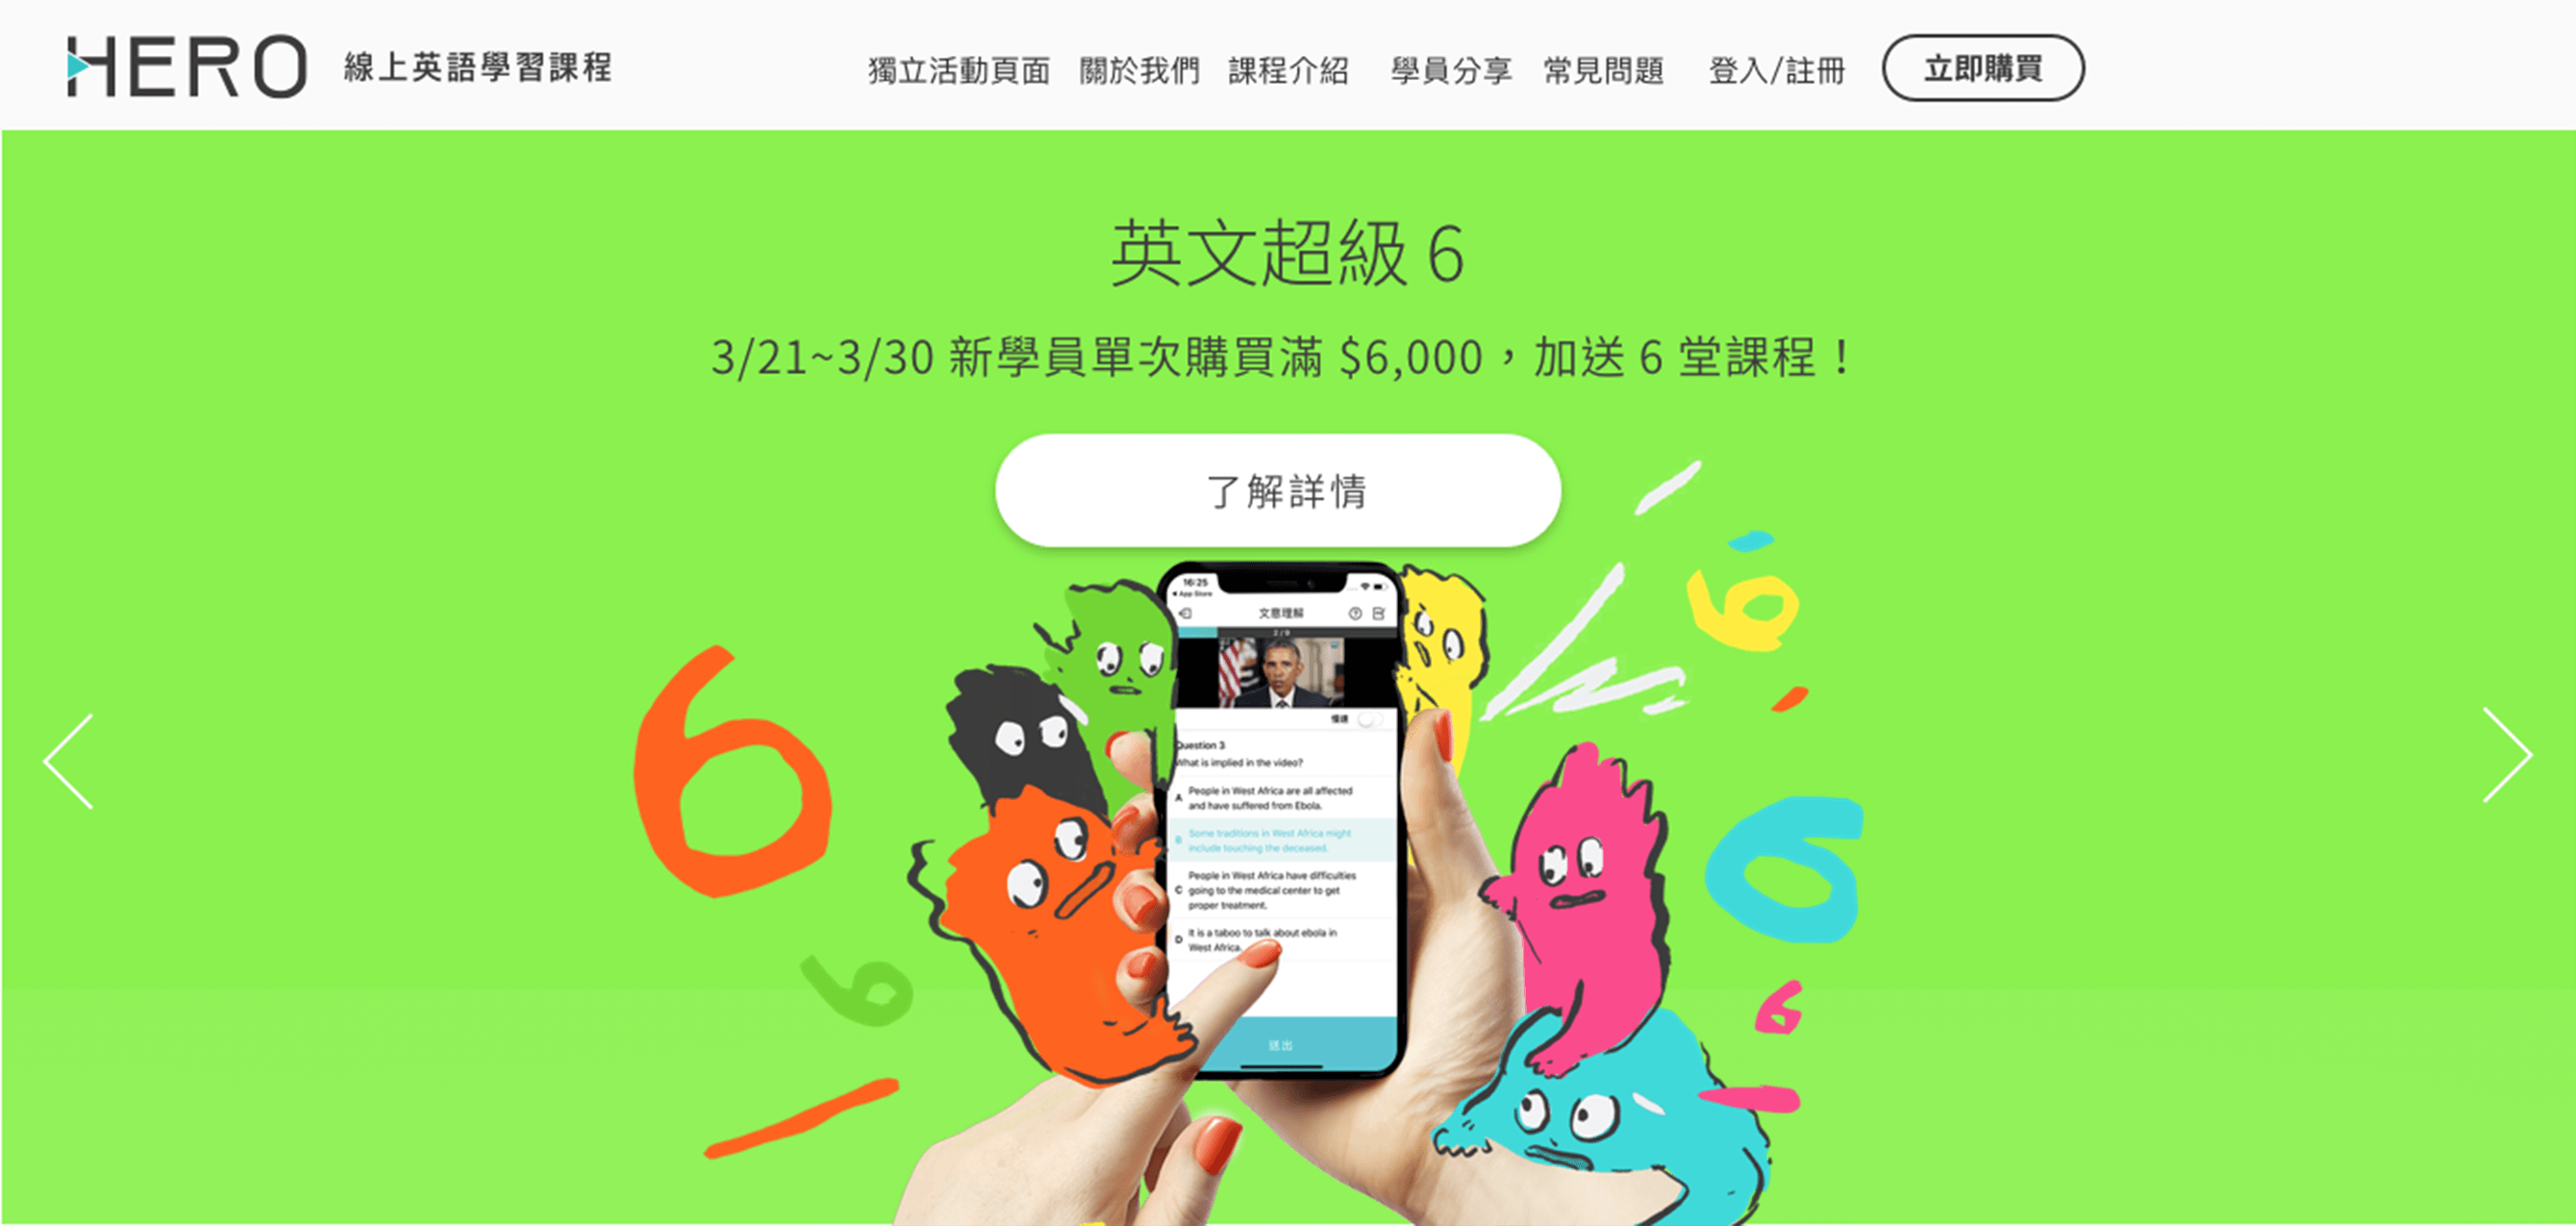 HERO 線上英語學習課程 獨立活動頁面 關於我們 課程介紹 學員分享 常見問題 登入/註冊 立即購買
英文超級 6
3/21~3/30 新學員單次購買滿 $6,000，加送 6 堂課程！
了解詳情
16:25
App Store
文意理解
2 / 9
慢速
Question 3
What is implied in the video?
A People in West Africa are all affected
and have suffered from Ebola.
B Some traditions in West Africa might
include touching the deceased.
C People in West Africa have difficulties
going to the medical center to get
proper treatment.
D It is a taboo to talk about ebola in
West Africa.
送出
6
6
6
6
6